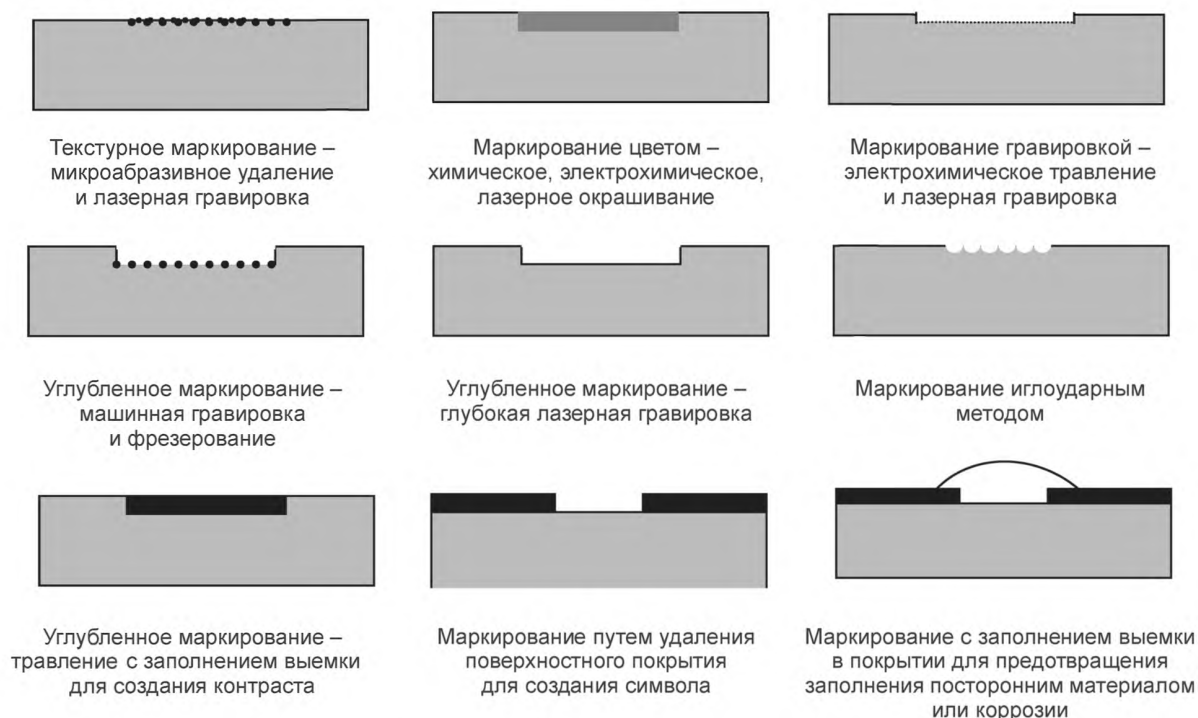 Текстурное маркирование –
микроабразивное удаление
и лазерная гравировка
Маркирование цветом –
химическое, электрохимическое,
лазерное окрашивание
Маркирование гравировкой –
электрохимическое травление
и лазерная гравировка
Углубленное маркирование –
машинная гравировка
и фрезерование
Углубленное маркирование –
глубокая лазерная гравировка
Маркирование иглоударным
методом
Углубленное маркирование –
травление с заполнением выемки
для создания контраста
Маркирование путем удаления
поверхностного покрытия
для создания символа
Маркирование с заполнением выемки
в покрытии для предотвращения
заполнения посторонним материалом
или коррозии